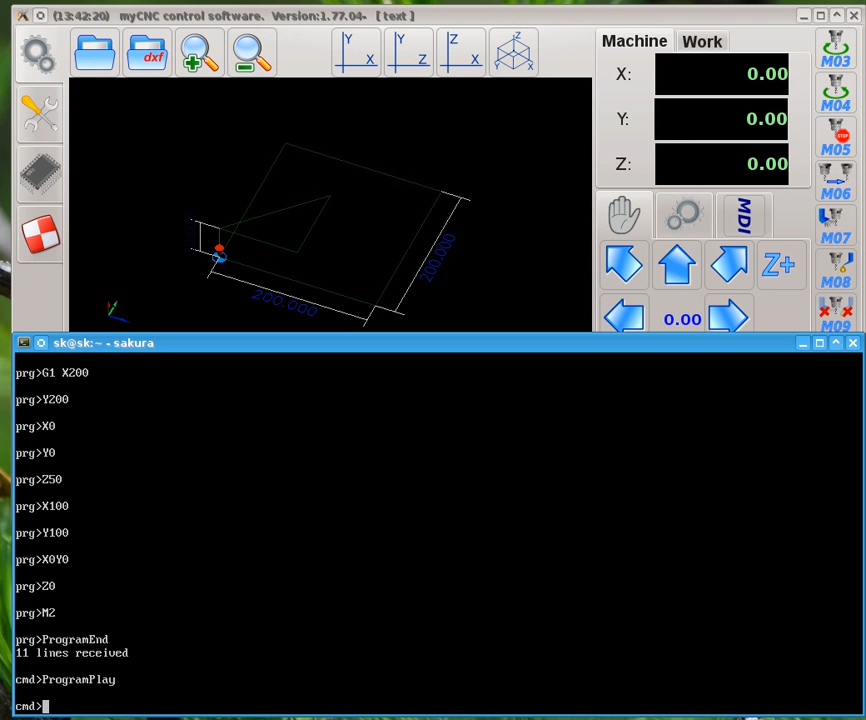 (13:42:20) myCNC control software. Version:1.77.04- [ text ]
dxf
Y
X
Y
Z
Z
X
Z
Y
X
Machine
Work
X: 0.00
Y: 0.00
Z: 0.00
M03
M04
STOP
M05
M06
M07
M08
M09
MDI
Z+
0.00
200.000
200.000
sk@sk:~ - sakura
prg>G1 X200
prg>Y200
prg>X0
prg>Y0
prg>Z50
prg>X100
prg>Y100
prg>X0Y0
prg>Z0
prg>M2
prg>ProgramEnd
11 lines received
cmd>ProgramPlay
cmd>